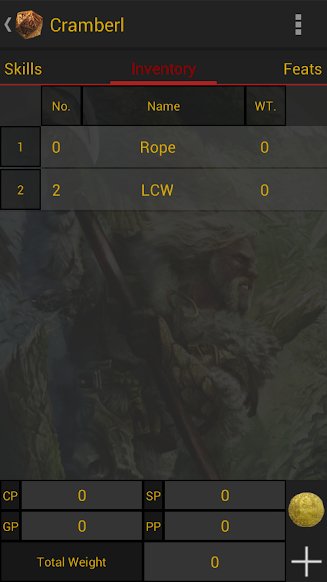 Cramberl
Skills Inventory Feats
No. Name WT.
1 0 Rope 0
2 2 LCW 0
CP 0 SP 0
GP 0 PP 0
Total Weight 0